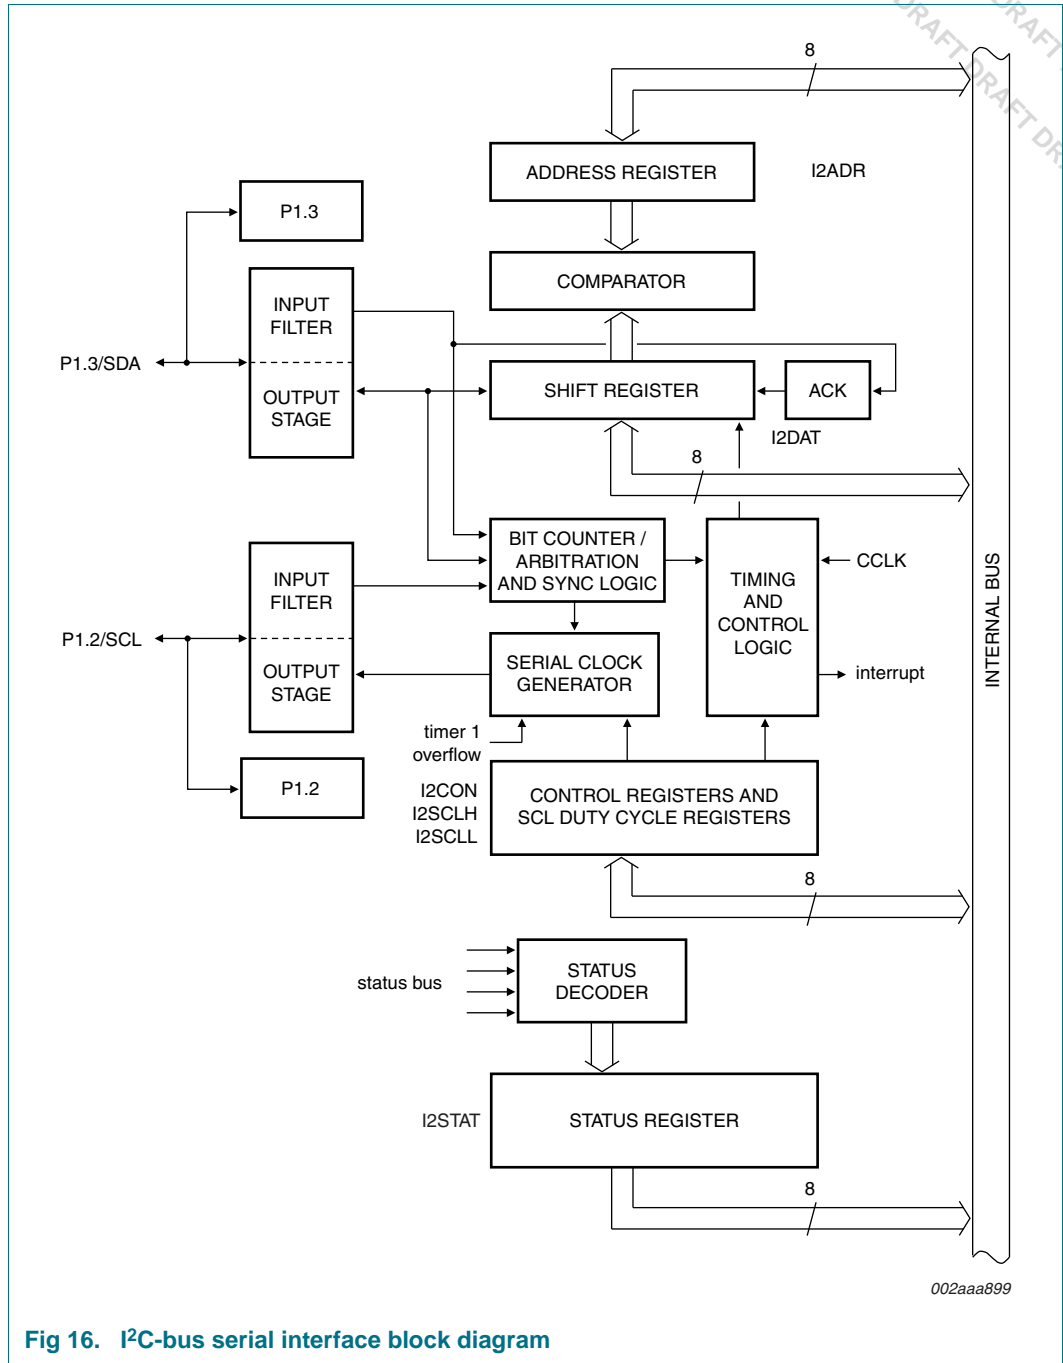 DRAFT DRAFT DR
DRAFT
8
ADDRESS REGISTER
I2ADR
P1.3
COMPARATOR
INPUT
FILTER
P1.3/SDA
OUTPUT
STAGE
SHIFT REGISTER
ACK
I2DAT
8
BIT COUNTER /
ARBITRATION
AND SYNC LOGIC
TIMING
AND
CONTROL
LOGIC
CCLK
INTERNAL BUS
INPUT
FILTER
P1.2/SCL
OUTPUT
STAGE
SERIAL CLOCK
GENERATOR
interrupt
timer 1
overflow
P1.2
I2CON
I2SCLH
I2SCLL
CONTROL REGISTERS AND
SCL DUTY CYCLE REGISTERS
8
status bus
STATUS
DECODER
I2STAT
STATUS REGISTER
8
002aaa899
Fig 16. I2C-bus serial interface block diagram